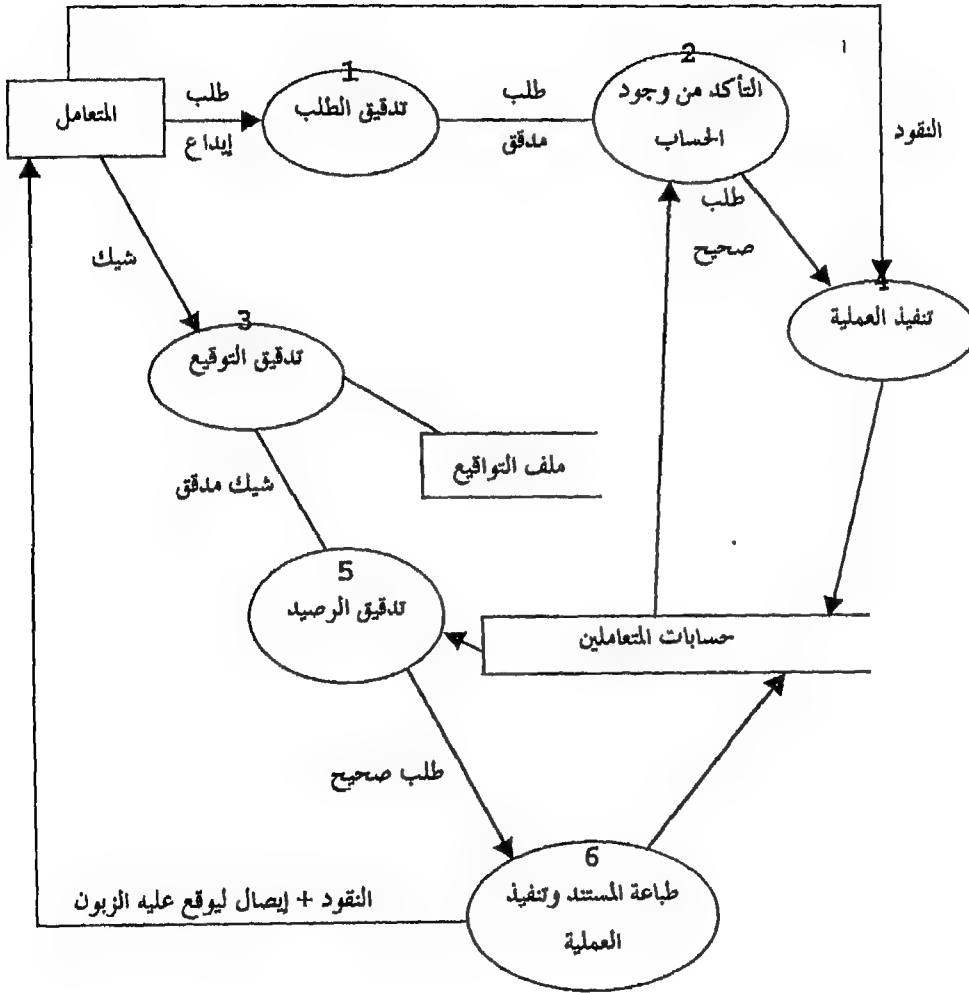 المتعامل
طلب
إيداع
1
تدقيق الطلب
طلب
مدقق
2
التأكد من وجود
الحساب
ا
النقود
طلب
صحيح
4
تنفيذ العملية
شيك
3
تدقيق التوقيع
ملف التواقيع
شيك مدقق
5
تدقيق الرصيد
حسابات المتعاملين
طلب صحيح
6
طباعة المستند وتنفيذ
العملية
النقود + إيصال ليوقع عليه الزبون